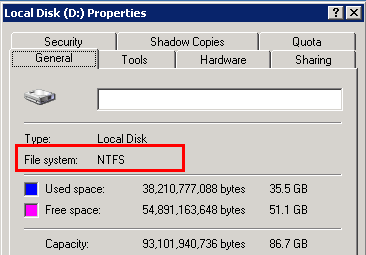 Local Disk (D:) Properties
Security Shadow Copies Quota
General Tools Hardware Sharing
Type: Local Disk
File system: NTFS
Used space: 38,210,777,088 bytes 35.5 GB
Free space: 54,891,163,648 bytes 51.1 GB
Capacity: 93,101,940,736 bytes 86.7 GB